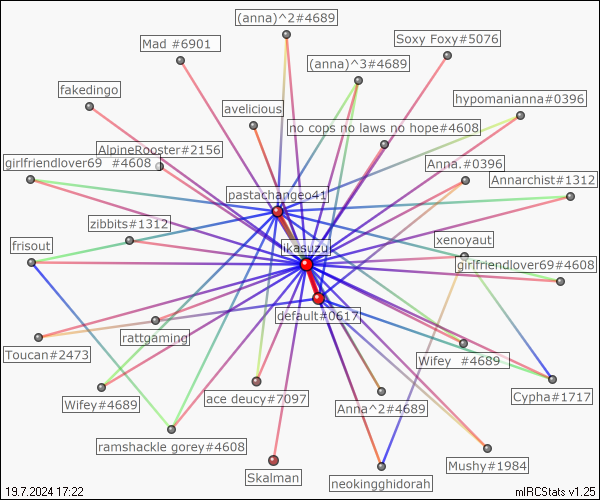 (anna)^2#4689
Soxy Foxy#5076
Mad #6901
(anna)^3#4689
fakedingo
hypomanianna#0396
avelicious
no cops no laws no hope#4608
AlpineRooster#2156
girlfriendlover69 #4608
Anna.#0396
Annarchist#1312
pastachangeo41
zibbits#1312
frisout
ikasuzuk
xenoyaut
girlfriendlover69#4608
default#0617
rattgaming
Toucan#2473
Wifey #4689
Cypha#1717
Wifey#4689
ace deucy#7097
Anna^2#4689
ramshackle gorey#4608
Mushy#1984
Skalman
neokingghidorah
19.7.2024 17:22
mIRCStats v1.25